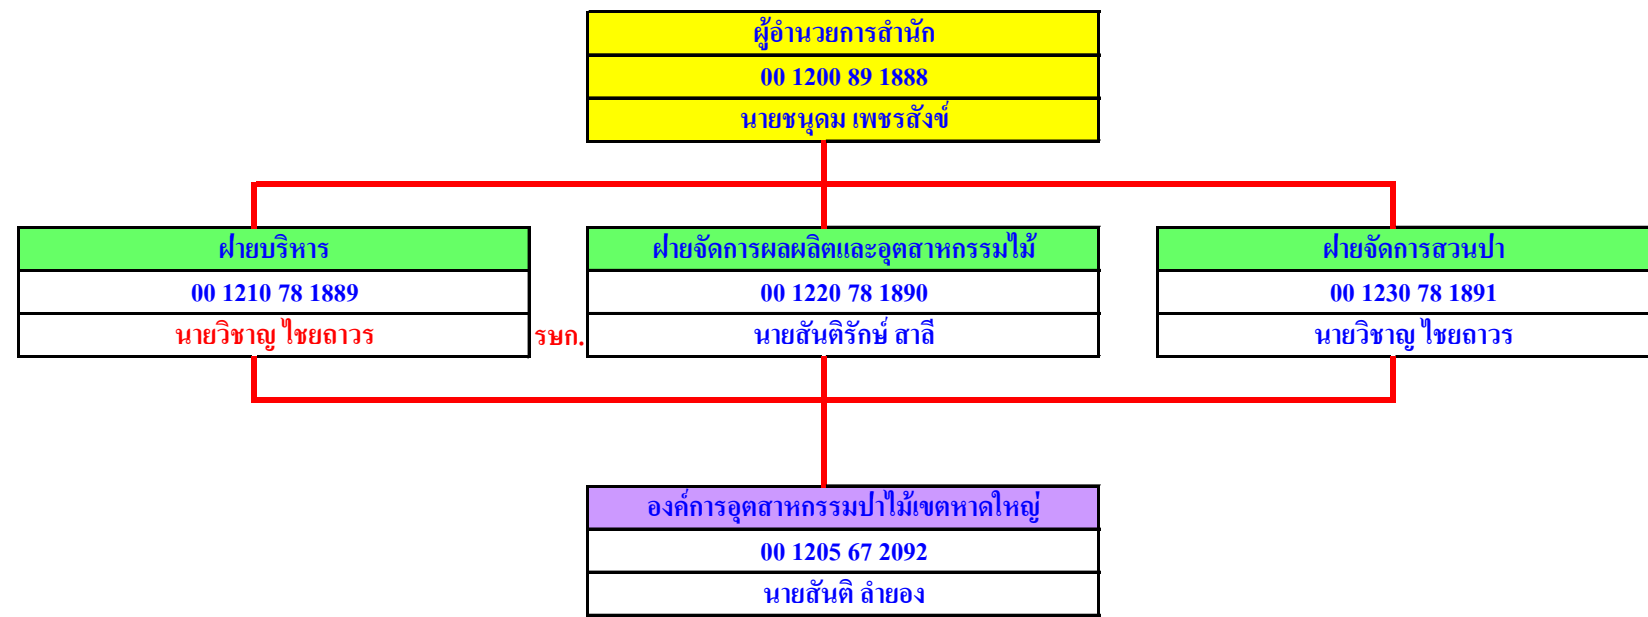 ผู้อำนวยการสำนัก
00 1200 89 1888
นายชนุดม เพชรสังข์
ฝ่ายบริหาร
00 1210 78 1889
นายวิชาญ ไชยถาวร
รษก.
ฝ่ายจัดการผลผลิตและอุตสาหกรรมไม้
00 1220 78 1890
นายสันติรักษ์ สาลี
ฝ่ายจัดการสวนป่า
00 1230 78 1891
นายวิชาญ ไชยถาวร
องค์การอุตสาหกรรมป่าไม้เขตหาดใหญ่
00 1205 67 2092
นายสันติ ลำยอง